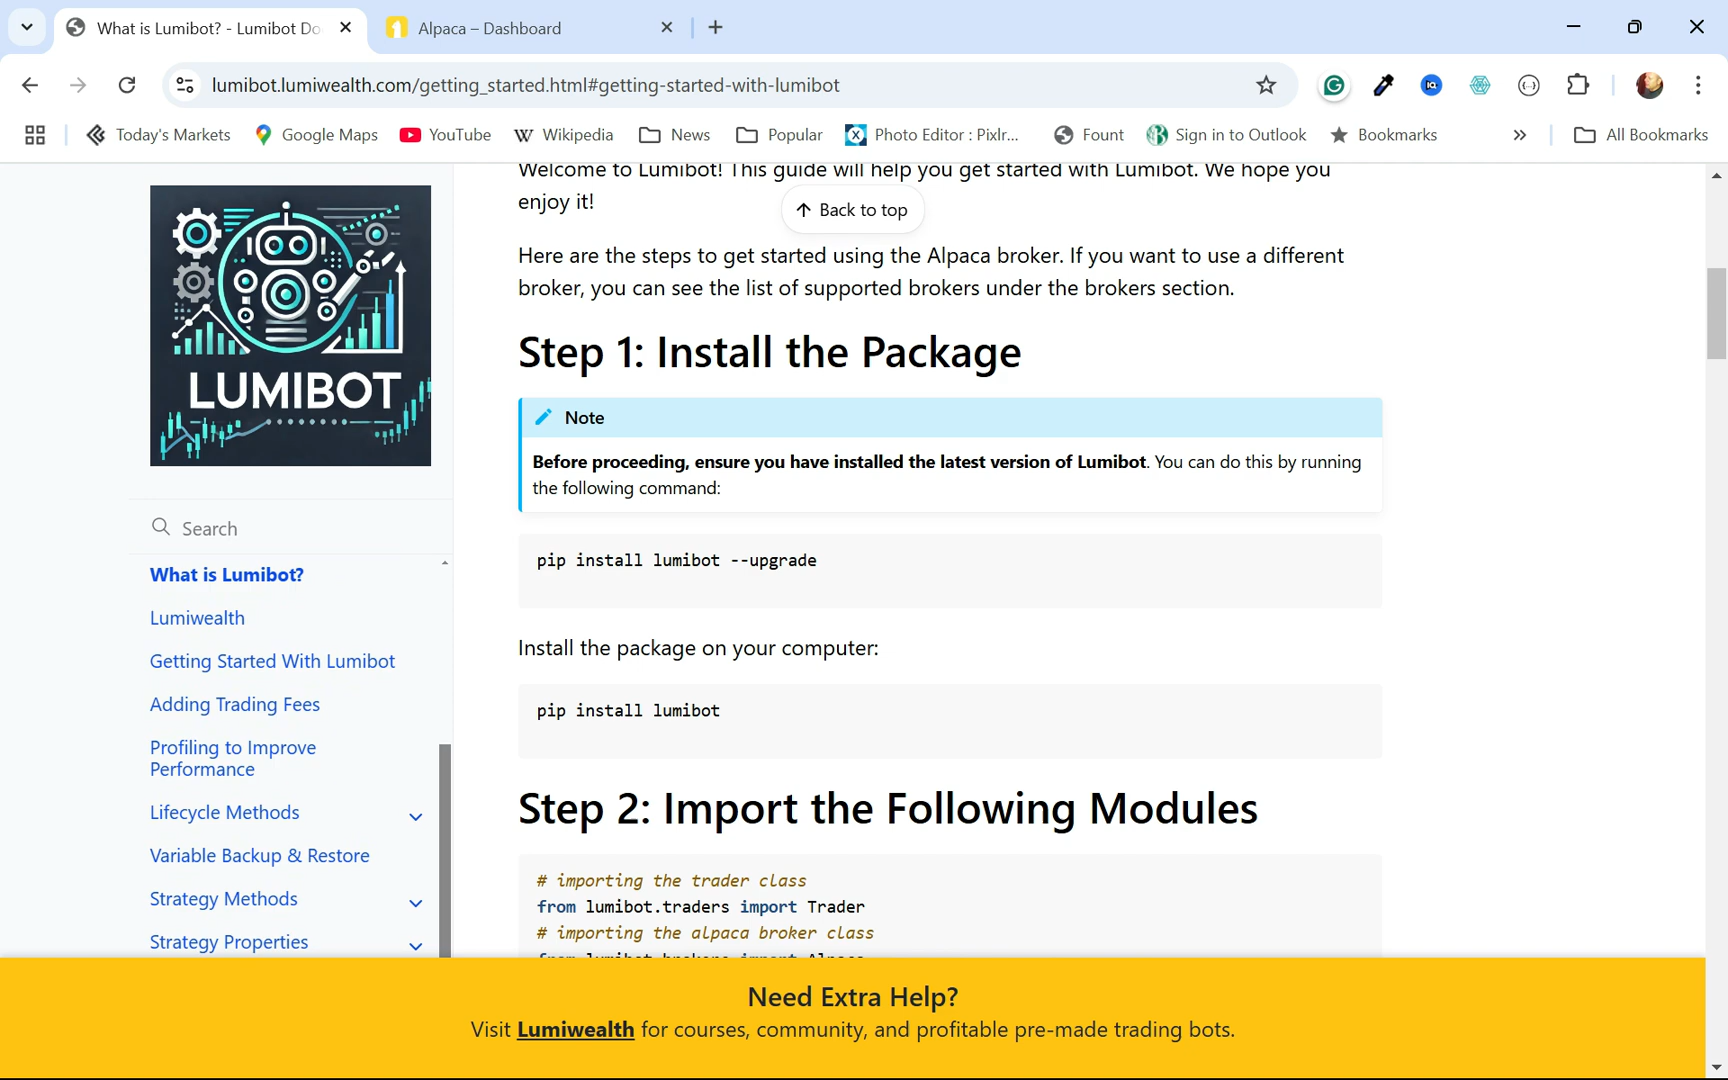 What is Lumibot? - Lumibot Do
Alpaca – Dashboard
lumibot.lumiwealth.com/getting_started.html#getting-started-with-lumibot
Today's Markets
Google Maps
YouTube
Wikipedia
News
Popular
Photo Editor : Pixlr...
Fount
Sign in to Outlook
Bookmarks
All Bookmarks
LUMIBOT
Search
What is Lumibot?
Lumiwealth
Getting Started With Lumibot
Adding Trading Fees
Profiling to Improve
Performance
Lifecycle Methods
Variable Backup & Restore
Strategy Methods
Strategy Properties
Welcome to Lumibot! This guide will help you get started with Lumibot. We hope you
enjoy it!
Back to top
Here are the steps to get started using the Alpaca broker. If you want to use a different
broker, you can see the list of supported brokers under the brokers section.
Step 1: Install the Package
Note
Before proceeding, ensure you have installed the latest version of Lumibot. You can do this by running
the following command:
pip install lumibot --upgrade
Install the package on your computer:
pip install lumibot
Step 2: Import the Following Modules
# importing the trader class
from lumibot.traders import Trader
# importing the alpaca broker class
from lumibot.brokers import Alpaca
Need Extra Help?
Visit Lumiwealth for courses, community, and profitable pre-made trading bots.